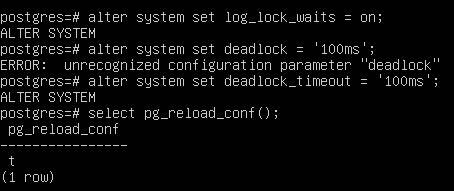 postgres=# alter system set log_lock_waits = on;
ALTER SYSTEM
postgres=# alter system set deadlock = '100ms';
ERROR:  unrecognized configuration parameter "deadlock"
postgres=# alter system set deadlock_timeout = '100ms';
ALTER SYSTEM
postgres=# select pg_reload_conf();
 pg_reload_conf
----------------
 t
(1 row)